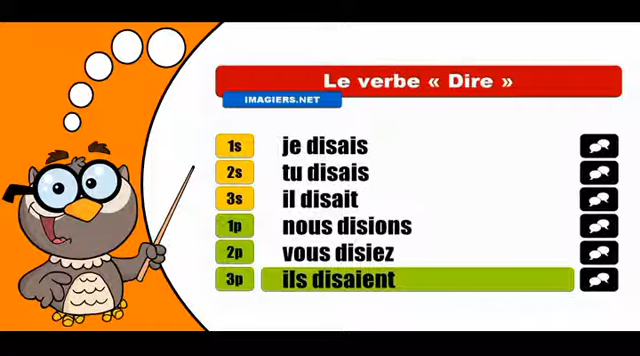 Le verbe « Dire »
IMAGIERS.NET
1s je disais
2s tu disais
3s il disait
1p nous disions
2p vous disiez
3p ils disaient